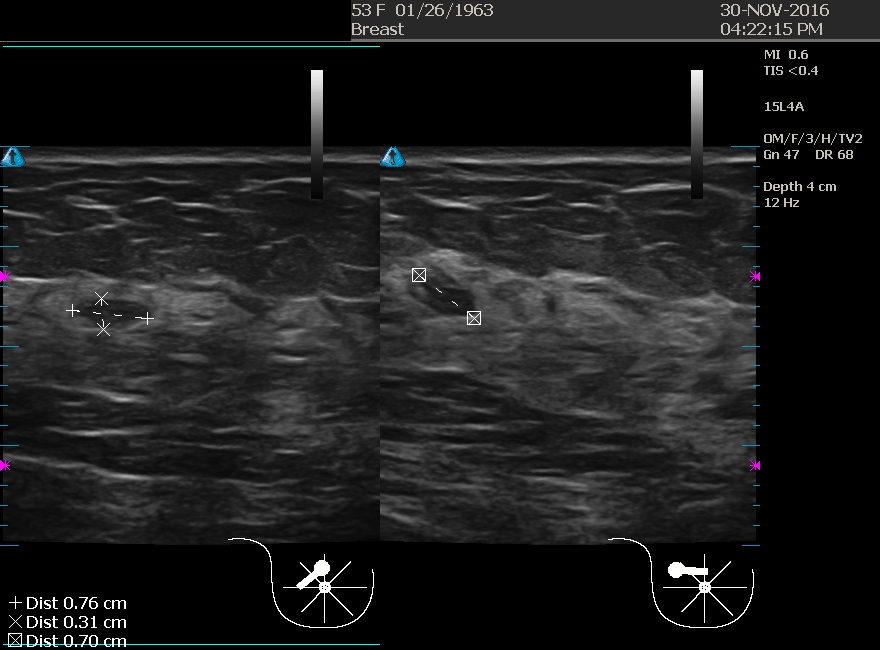 53 F 01/26/1963 30-NOV-2016
Breast 04:22:15 PM
MI 0.6
TIS <0.4
15L4A
OM/F/3/H/TV2
Gn 47 DR 68
Depth 4 cm
12 Hz
Dist 0.76 cm
Dist 0.31 cm
Dist 0.70 cm